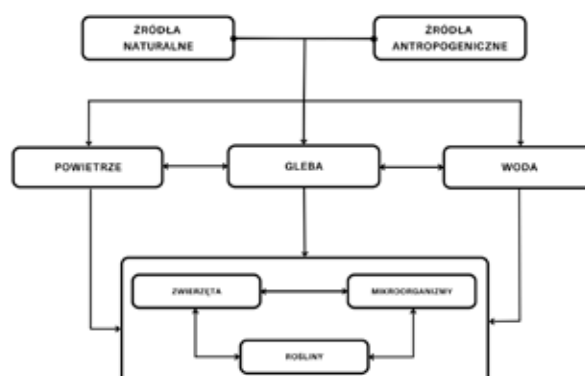 ŹRÓDŁA
NATURALNE
ŹRÓDŁA
ANTROPOGENICZNE
POWIETRZE
GLEBA
WODA
ZWIERZĘTA
MIKROORGANIZMY
ROŚLINY